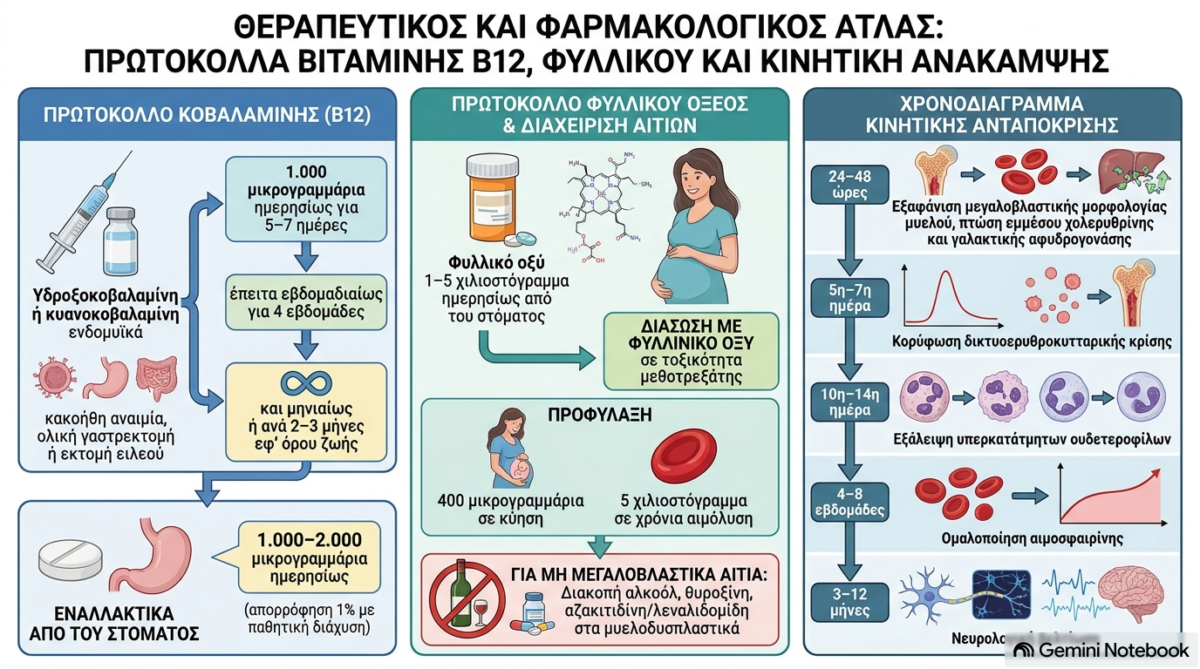 ΘΕΡΑΠΕΥΤΙΚΟΣ ΚΑΙ ΦΑΡΜΑΚΟΛΟΓΙΚΟΣ ΑΤΛΑΣ:
ΠΡΩΤΟΚΟΛΛΑ ΒΙΤΑΜΙΝΗΣ B12, ΦΥΛΛΙΚΟΥ ΚΑΙ ΚΙΝΗΤΙΚΗ ΑΝΑΚΑΜΨΗΣ
ΠΡΩΤΟΚΟΛΛΟ ΚΟΒΑΛΑΜΙΝΗΣ (B12)
1.000
μικρογραμμάρια
ημερησίως για
5–7 ημέρες
Υδροξοκοβαλαμίνη
ή κυανοκοβαλαμίνη
ενδομυϊκά
έπειτα εβδομαδιαίως
για 4 εβδομάδες
κακοήθη αναιμία,
ολική γαστρεκτομή
ή εκτομή ειλεού
και μηνιαίως
ή ανά 2–3 μήνες
εφ' όρου ζωής
ΕΝΑΛΛΑΚΤΙΚΑ
ΑΠΟ ΤΟΥ ΣΤΟΜΑΤΟΣ
1.000–2.000
μικρογραμμάρια
ημερησίως
(απορρόφηση 1% με
παθητική διάχυση)
ΠΡΩΤΟΚΟΛΛΟ ΦΥΛΛΙΚΟΥ ΟΞΕΟΣ
& ΔΙΑΧΕΙΡΙΣΗ ΑΙΤΙΩΝ
Φυλλικό οξύ
1–5 χιλιοστόγραμμα
ημερησίως από
του στόματος
ΔΙΑΣΩΣΗ ΜΕ
ΦΥΛΛΙΝΙΚΟ ΟΞΥ
σε τοξικότητα
μεθοτρεξάτης
ΠΡΟΦΥΛΑΞΗ
400 μικρογραμμάρια
σε κύηση
5 χιλιοστόγραμμα
σε χρόνια αιμόλυση
ΓΙΑ ΜΗ ΜΕΓΑΛΟΒΛΑΣΤΙΚΑ ΑΙΤΙΑ:
Διακοπή αλκοόλ, θυροξίνη,
αζακιτιδίνη/λεναλιδομίδη
στα μυελοδυσπλαστικά
ΧΡΟΝΟΔΙΑΓΡΑΜΜΑ
ΚΙΝΗΤΙΚΗΣ ΑΝΤΑΠΟΚΡΙΣΗΣ
24–48
ώρες
Εξαφάνιση μεγαλοβλαστικής μορφολογίας
μυελού, πτώση εμμέσου χολερυθρίνης
και γαλακτικής αφυδρογονάσης
5η–7η
ημέρα
Κορύφωση δικτυοερυθροκυτταρικής κρίσης
10η–14η
ημέρα
Εξάλειψη υπερκατάτμητων ουδετεροφίλων
4–8
εβδομάδες
Ομαλοποίηση αιμοσφαιρίνης
3–12
μήνες
Gemini Notebook